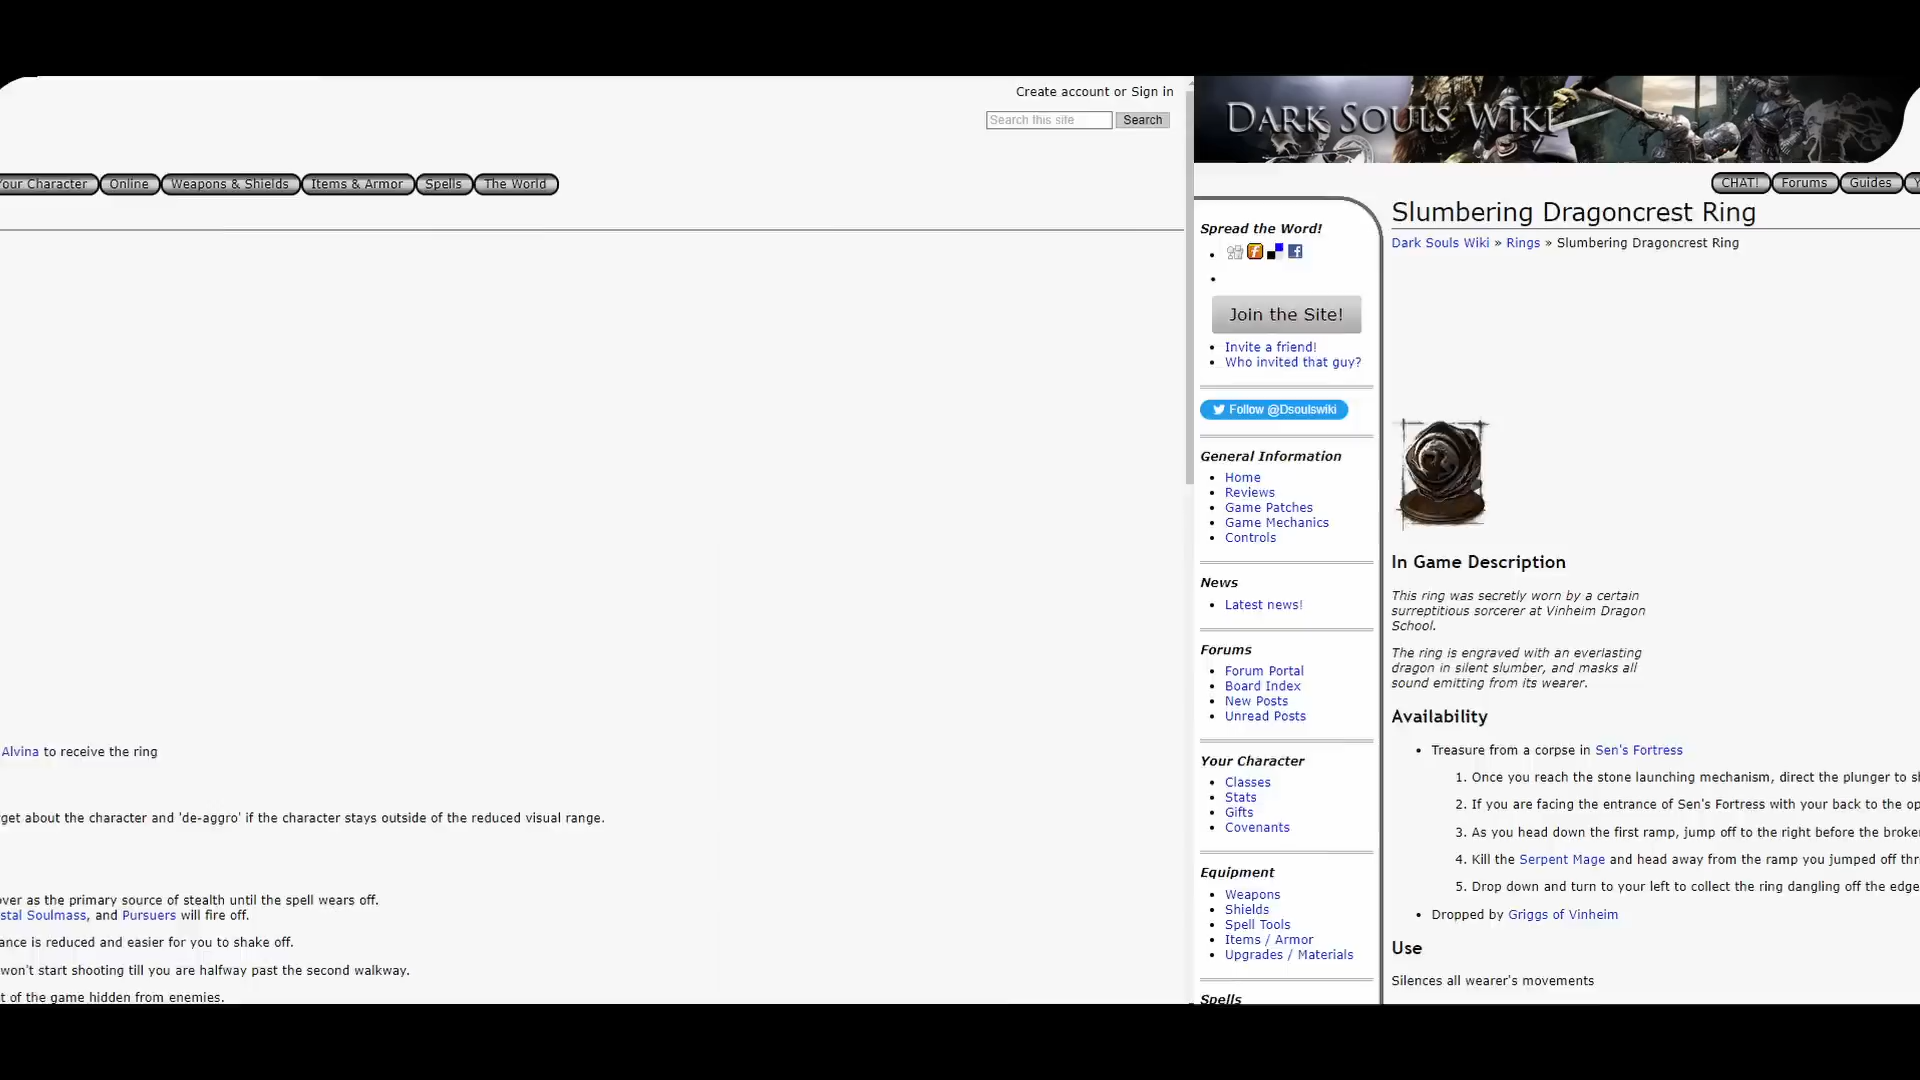 Create account or Sign in
Search this site
Search
Your Character
Online
Weapons & Shields
Items & Armor
Spells
The World
Alvina to receive the ring
get about the character and 'de-aggro' if the character stays outside of the reduced visual range.
over as the primary source of stealth until the spell wears off.
stal Soulmass, and Pursuers will fire off.
ance is reduced and easier for you to shake off.
won't start shooting till you are halfway past the second walkway.
t of the game hidden from enemies.
DARK SOULS WIKI
CHAT!
Forums
Guides
Y
Spread the Word!
Join the Site!
Invite a friend!
Who invited that guy?
Follow @Dsoulswiki
General Information
Home
Reviews
Game Patches
Game Mechanics
Controls
News
Latest news!
Forums
Forum Portal
Board Index
New Posts
Unread Posts
Your Character
Classes
Stats
Gifts
Covenants
Equipment
Weapons
Shields
Spell Tools
Items / Armor
Upgrades / Materials
Spells
Slumbering Dragoncrest Ring
Dark Souls Wiki » Rings » Slumbering Dragoncrest Ring
In Game Description
This ring was secretly worn by a certain
surreptitious sorcerer at Vinheim Dragon
School.
The ring is engraved with an everlasting
dragon in silent slumber, and masks all
sound emitting from its wearer.
Availability
Treasure from a corpse in Sen's Fortress
1. Once you reach the stone launching mechanism, direct the plunger to sh
2. If you are facing the entrance of Sen's Fortress with your back to the op
3. As you head down the first ramp, jump off to the right before the broke
4. Kill the Serpent Mage and head away from the ramp you jumped off thr
5. Drop down and turn to your left to collect the ring dangling off the edge
Dropped by Griggs of Vinheim
Use
Silences all wearer's movements